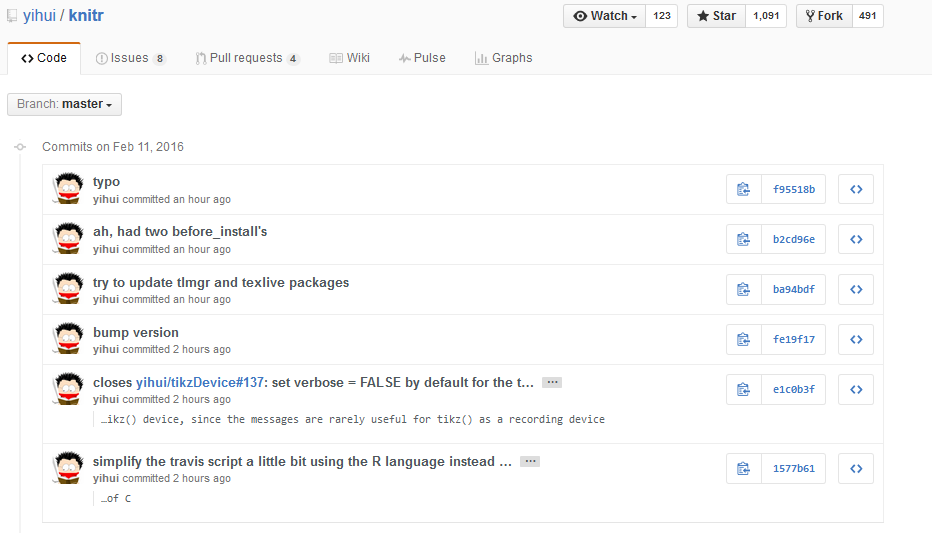 yihui / knitr
Watch 123 Star 1,091 Fork 491
Code Issues 8 Pull requests 4 Wiki Pulse Graphs
Branch: master
Commits on Feb 11, 2016
typo
yihui committed an hour ago
f95518b
ah, had two before_install's
yihui committed an hour ago
b2cd96e
try to update tlmgr and texlive packages
yihui committed an hour ago
ba94bdf
bump version
yihui committed 2 hours ago
fe19f17
closes yihui/tikzDevice#137: set verbose = FALSE by default for the t… …
yihui committed 2 hours ago
e1c0b3f
…ikz() device, since the messages are rarely useful for tikz() as a recording device
simplify the travis script a little bit using the R language instead … …
yihui committed 2 hours ago
1577b61
…of C